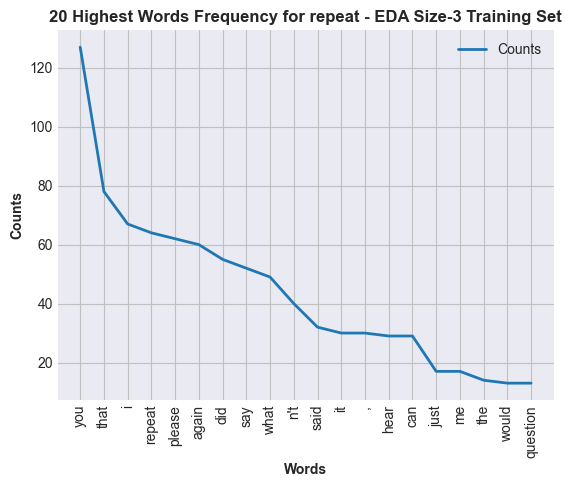 20 Highest Words Frequency for repeat - EDA Size-3 Training Set
Counts
120
100
80
60
40
20
Counts
you
that
i
repeat
please
again
did
say
what
n't
said
it
,
hear
can
just
me
the
would
question
Words